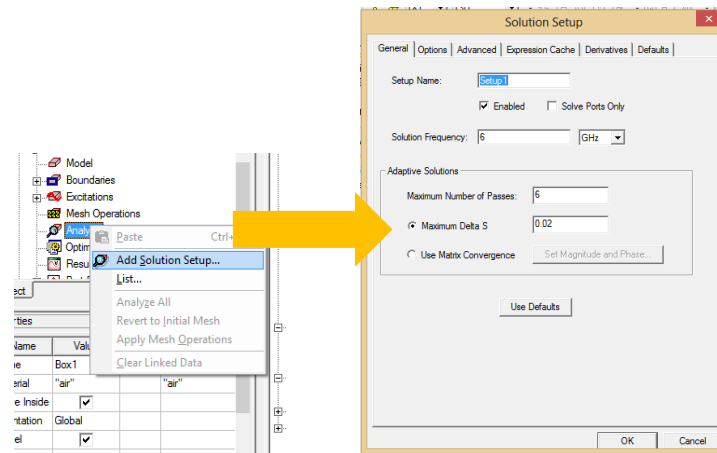 Model
Boundaries
Excitations
Mesh Operations
Analy
Optim
Resu
ect
Paste Ctrl+
Add Solution Setup...
List...
Analyze All
Revert to Initial Mesh
Apply Mesh Operations
Clear Linked Data
rties
Name Valu
e Box1
erial "air" "air"
e Inside
ntation Global
el
Solution Setup
General Options Advanced Expression Cache Derivatives Defaults
Setup Name: Setup1
Enabled Solve Ports Only
Solution Frequency: 6 GHz
Adaptive Solutions
Maximum Number of Passes: 6
Maximum Delta S 0.02
Use Matrix Convergence Set Magnitude and Phase...
Use Defaults
OK Cancel